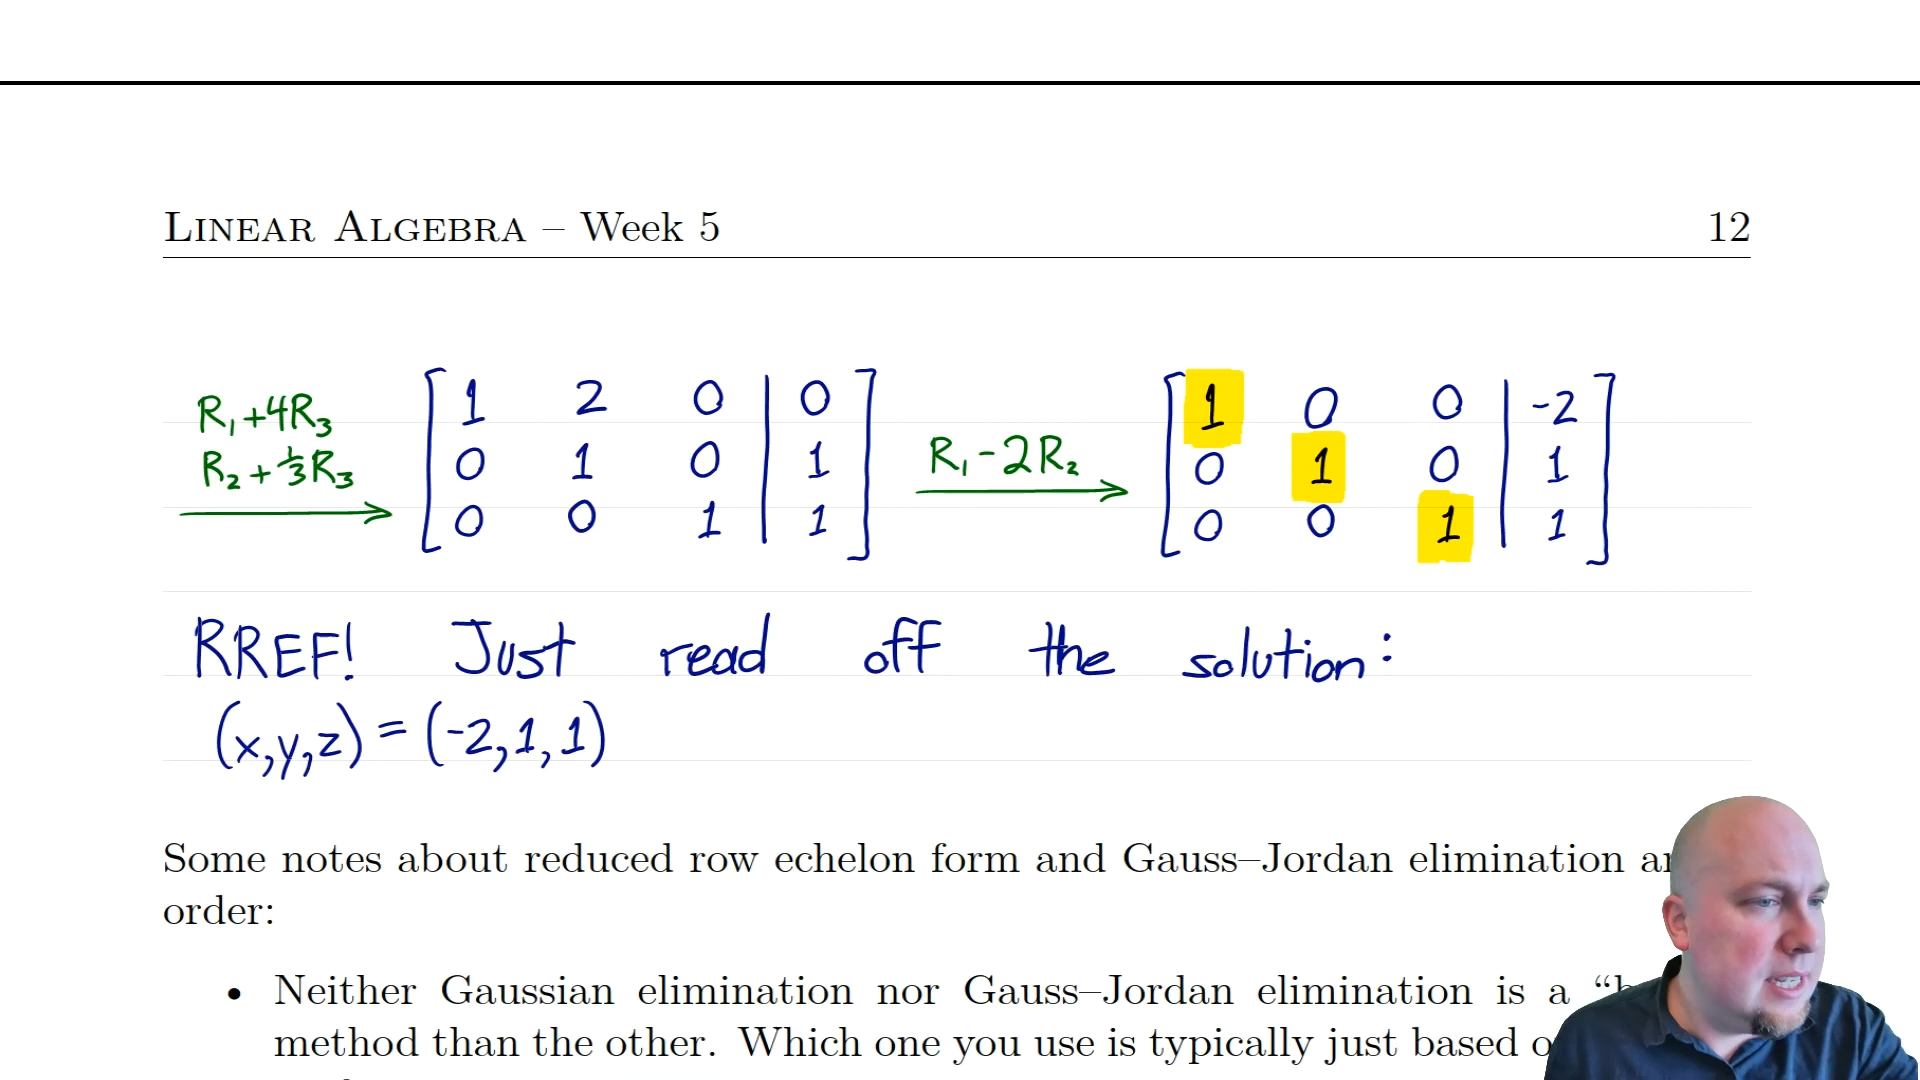 LINEAR ALGEBRA – Week 5 12
R₁+4R₃
R₂+⅓R₃
1 2 0 | 0
0 1 0 | 1
0 0 1 | 1
R₁-2R₂
1 0 0 | -2
0 1 0 | 1
0 0 1 | 1
RREF! Just read off the solution:
(x,y,z) = (-2,1,1)
Some notes about reduced row echelon form and Gauss–Jordan elimination
order:
• Neither Gaussian elimination nor Gauss–Jordan elimination is a
method than the other. Which one you use is typically just based